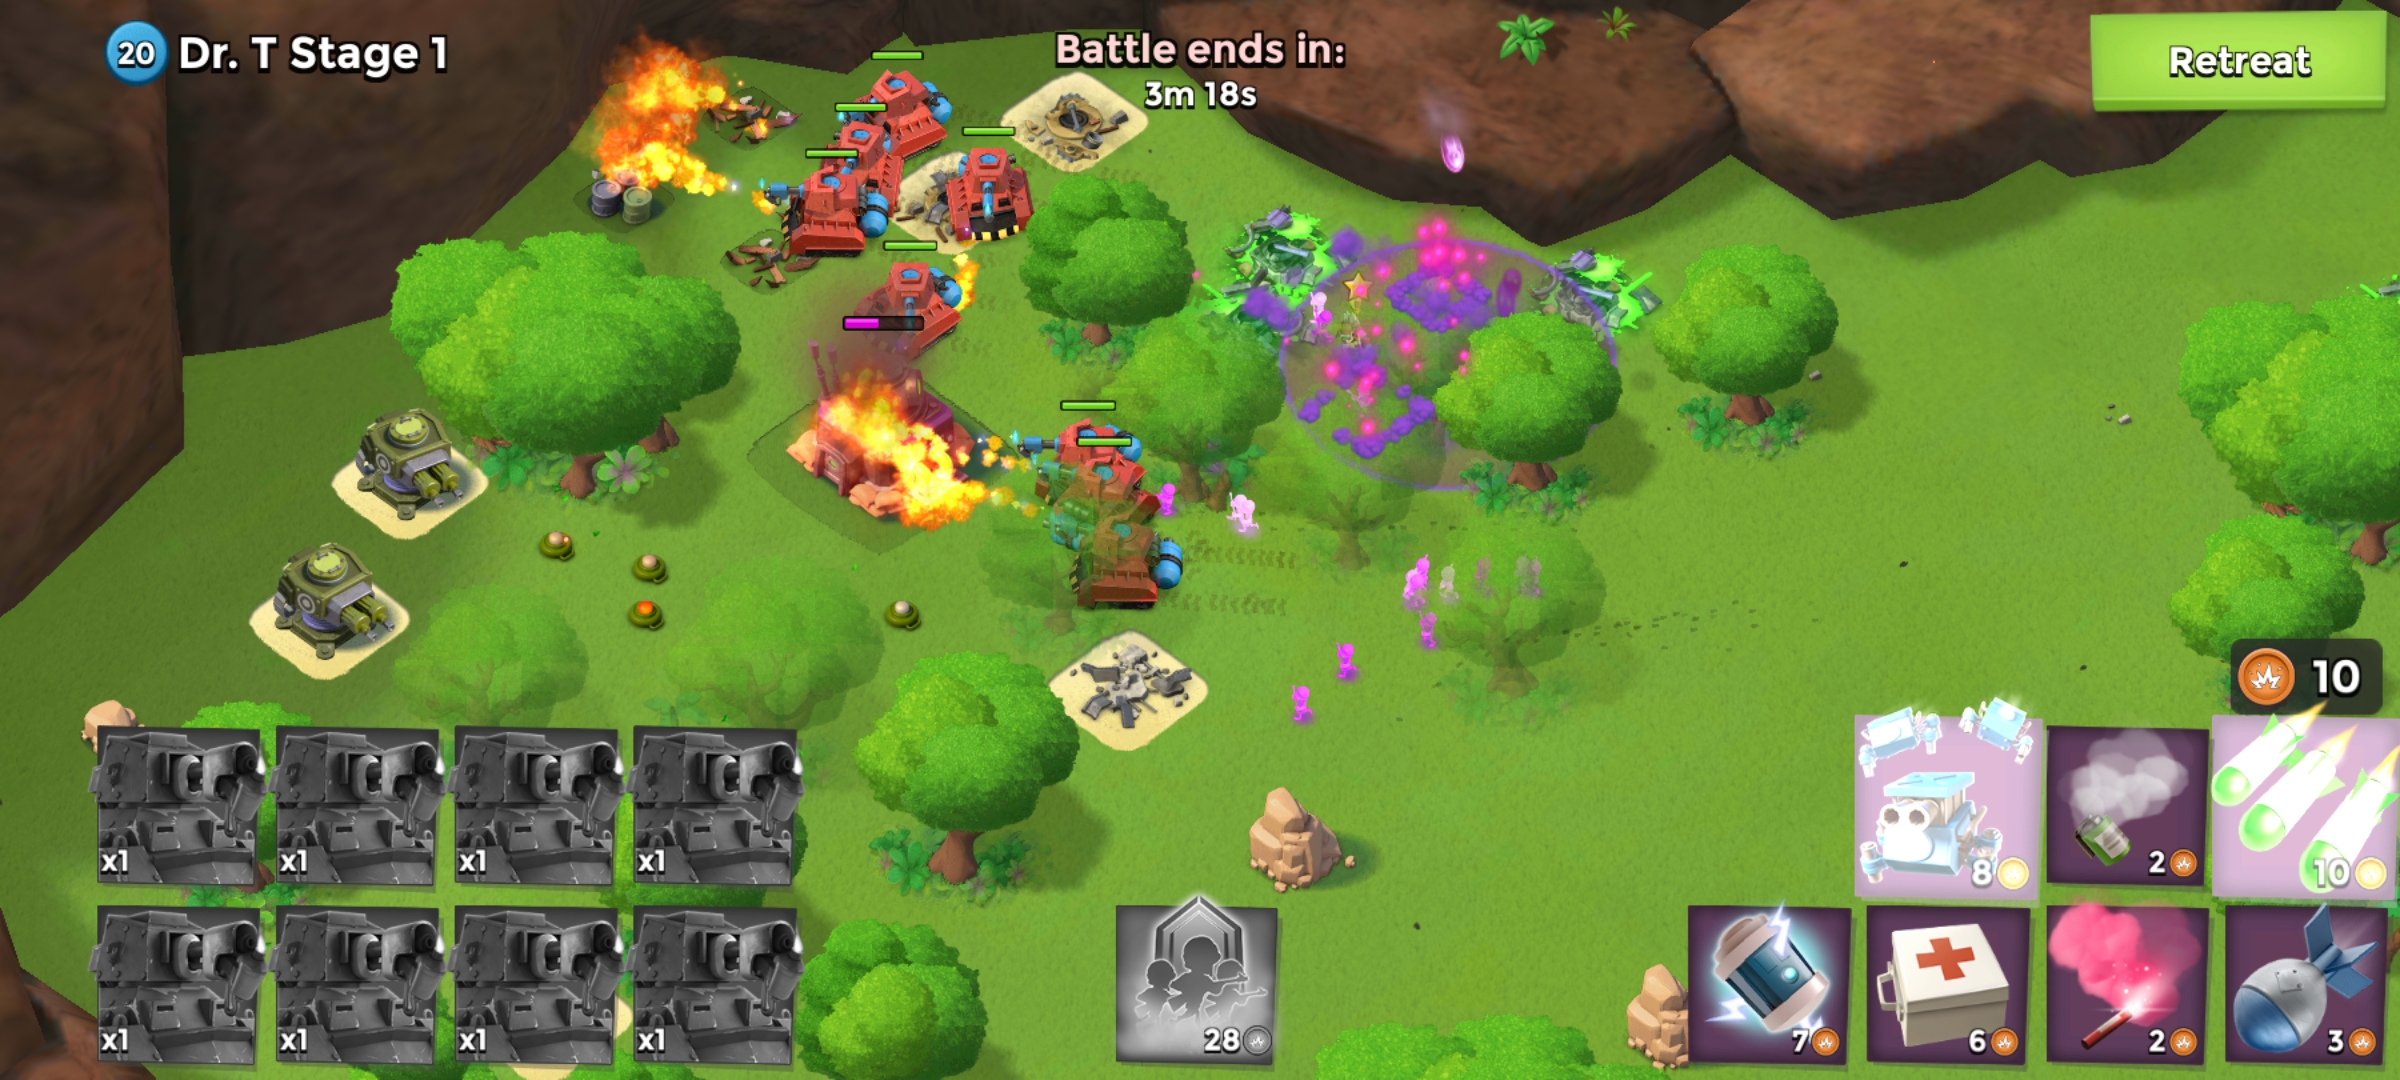 20 Dr. T Stage 1
Battle ends in:
3m 18s
Retreat
10
8
2
10
x1
x1
x1
x1
x1
x1
x1
x1
28
7
6
2
3